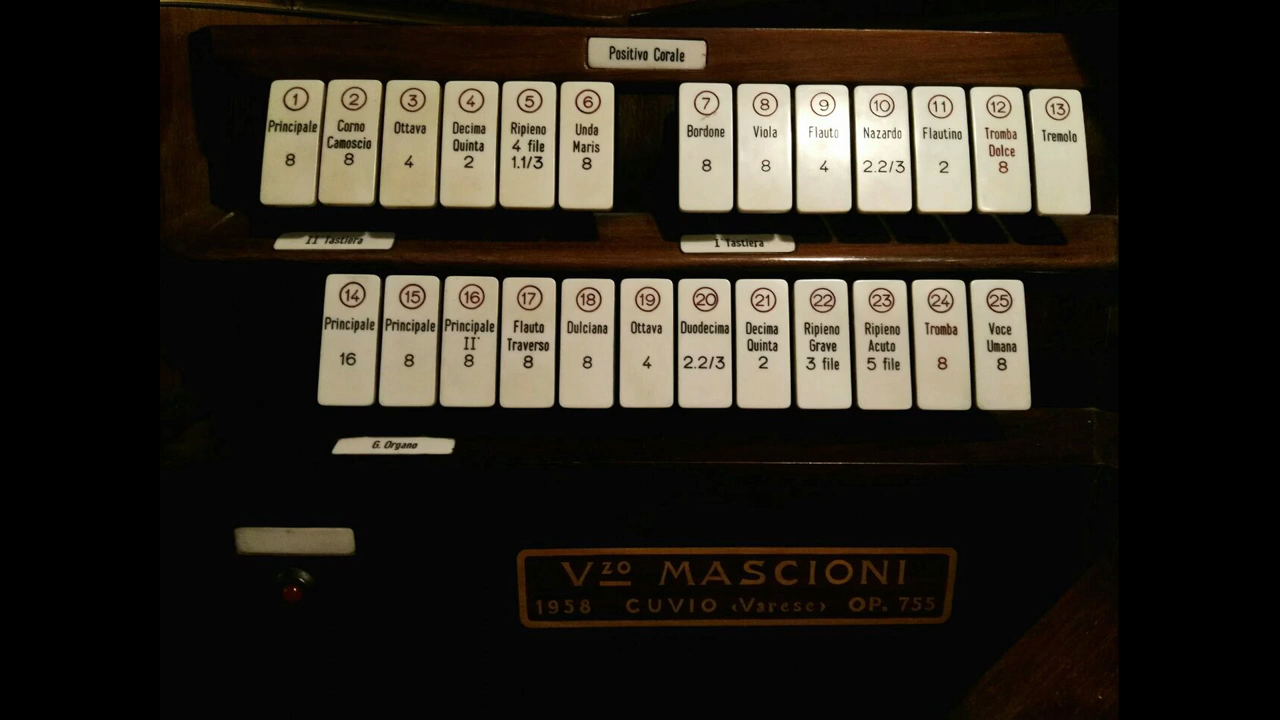 Positivo Corale
1 Principale 8
2 Corno Camoscio 8
3 Ottava 4
4 Decima Quinta 2
5 Ripieno 4 file 1.1/3
6 Unda Maris 8
7 Bordone 8
8 Viola 8
9 Flauto 4
10 Nazardo 2.2/3
11 Flautino 2
12 Tromba Dolce 8
13 Tremolo
II Tastiera
I Tastiera
14 Principale 16
15 Principale 8
16 Principale II° 8
17 Flauto Traverso 8
18 Dulciana 8
19 Ottava 4
20 Duodecima 2.2/3
21 Decima Quinta 2
22 Ripieno Grave 3 file
23 Ripieno Acuto 5 file
24 Tromba 8
25 Voce Umana 8
G. Organo
Vzo MASCIONI
1958 CUVIO (Varese) OP. 755